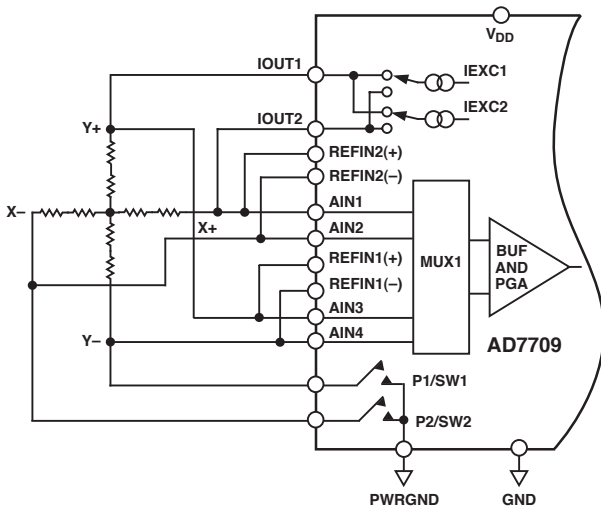 VDD
IOUT1
IEXC1
Y+
IOUT2
IEXC2
REFIN2(+)
REFIN2(–)
X–
X+
AIN1
AIN2
MUX1
BUF
AND
PGA
REFIN1(+)
REFIN1(–)
AIN3
AD7709
Y–
AIN4
P1/SW1
P2/SW2
PWRGND
GND